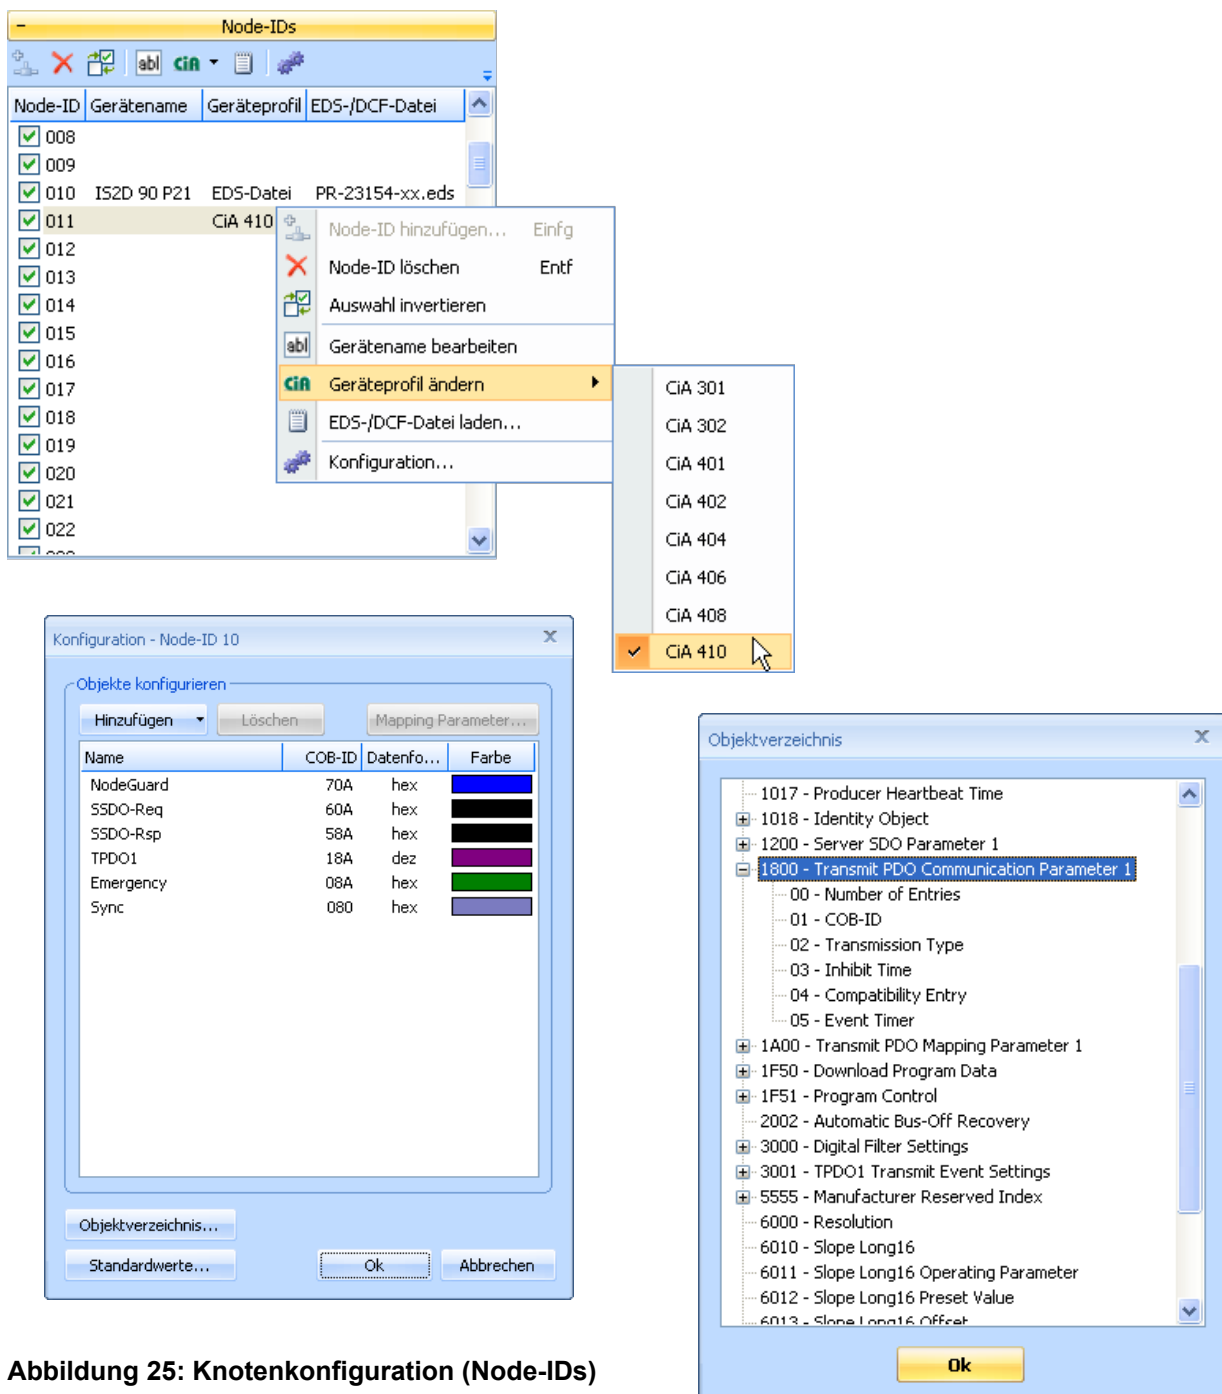 Node-IDs
abl CiA
Node-ID Gerätename Geräteprofil EDS-/DCF-Datei
008
009
010 IS2D 90 P21 EDS-Datei PR-23154-xx.eds
011 CiA 410
012
013
014
015
016
017
018
019
020
021
022
Node-ID hinzufügen... Einfg
Node-ID löschen Entf
Auswahl invertieren
abl Gerätename bearbeiten
CiA Geräteprofil ändern
EDS-/DCF-Datei laden...
Konfiguration...
CiA 301
CiA 302
CiA 401
CiA 402
CiA 404
CiA 406
CiA 408
CiA 410
Konfiguration - Node-ID 10
Objekte konfigurieren
Hinzufügen Löschen Mapping Parameter...
Name COB-ID Datenfo... Farbe
NodeGuard 70A hex
SSDO-Req 60A hex
SSDO-Rsp 58A hex
TPDO1 18A dez
Emergency 08A hex
Sync 080 hex
Objektverzeichnis...
Standardwerte... Ok Abbrechen
Objektverzeichnis
1017 - Producer Heartbeat Time
1018 - Identity Object
1200 - Server SDO Parameter 1
1800 - Transmit PDO Communication Parameter 1
00 - Number of Entries
01 - COB-ID
02 - Transmission Type
03 - Inhibit Time
04 - Compatibility Entry
05 - Event Timer
1A00 - Transmit PDO Mapping Parameter 1
1F50 - Download Program Data
1F51 - Program Control
2002 - Automatic Bus-Off Recovery
3000 - Digital Filter Settings
3001 - TPDO1 Transmit Event Settings
5555 - Manufacturer Reserved Index
6000 - Resolution
6010 - Slope Long16
6011 - Slope Long16 Operating Parameter
6012 - Slope Long16 Preset Value
6013 - Slope Long16 Offset
Ok
Abbildung 25: Knotenkonfiguration (Node-IDs)